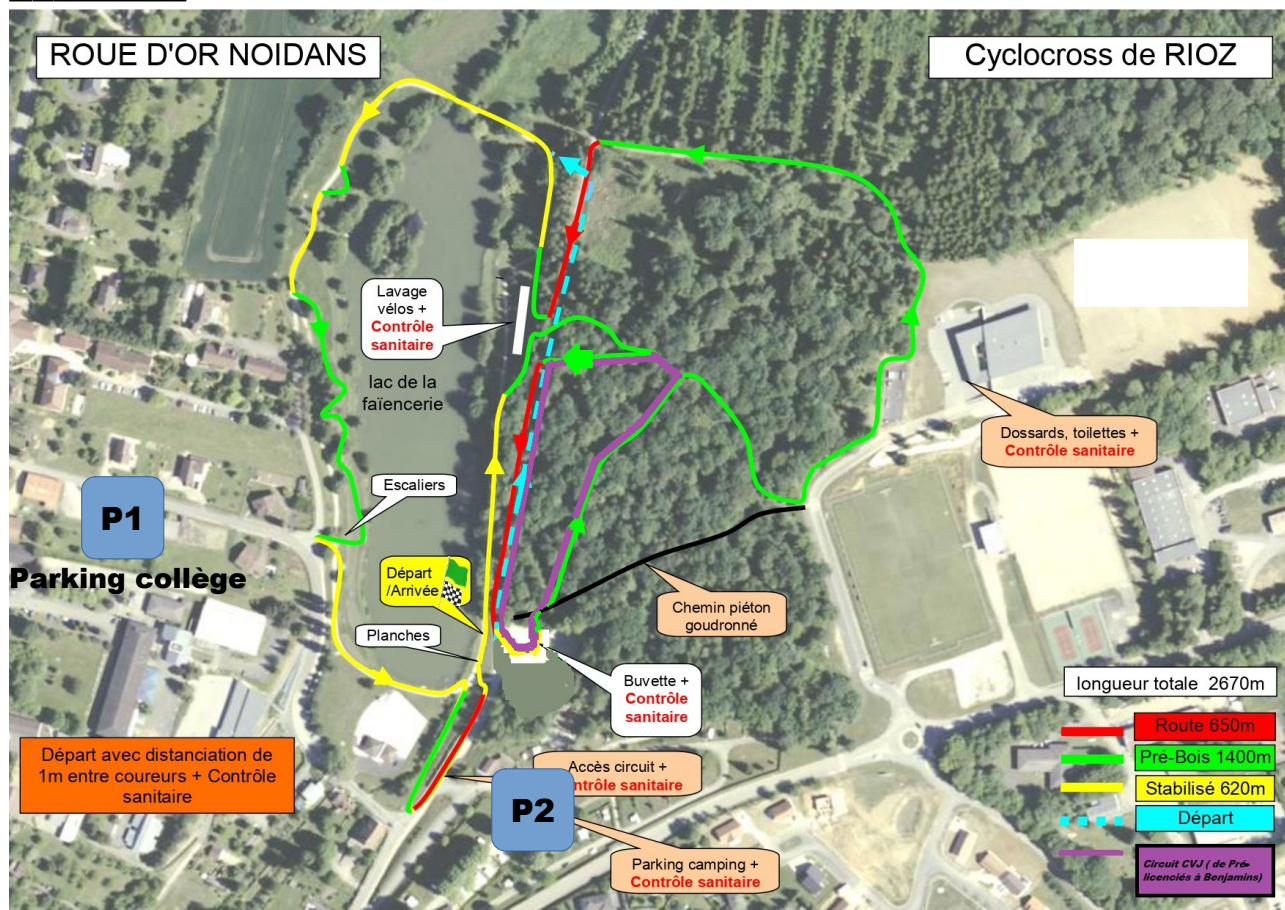 ROUE D'OR NOIDANS
Cyclocross de RIOZ
Lavage
vélos +
Contrôle
sanitaire
lac de la
faïencerie
Dossards, toilettes +
Contrôle sanitaire
Escaliers
P1
Parking collège
Départ
/Arrivée
Chemin piéton
goudronné
Planches
Buvette +
Contrôle
sanitaire
longueur totale 2670m
Route 650m
Pré-Bois 1400m
Stabilisé 620m
Départ
Circuit CVJ ( de Pré-
licenciés à Benjamins)
Départ avec distanciation de
1m entre coureurs + Contrôle
sanitaire
Accès circuit +
ntrôle sanitaire
P2
Parking camping +
Contrôle sanitaire